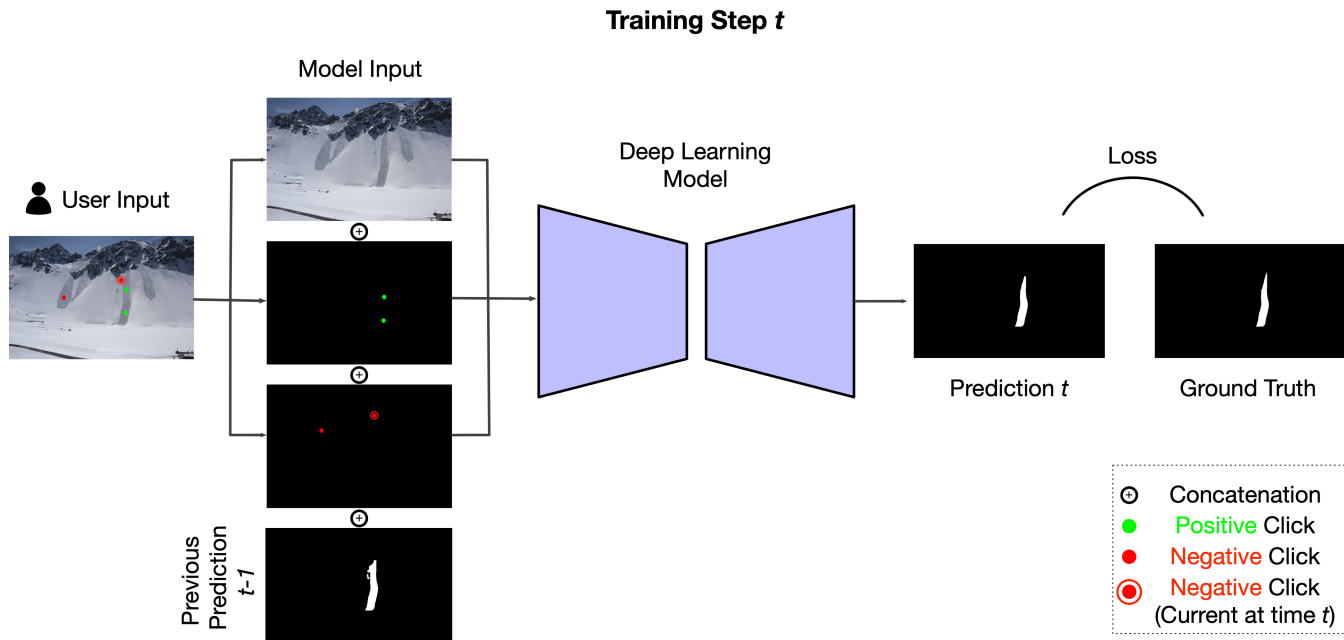 Training Step t
Model Input
Deep Learning
Model
Loss
User Input
Prediction t
Ground Truth
Previous
Prediction
t-1
Concatenation
Positive Click
Negative Click
Negative Click
(Current at time t)